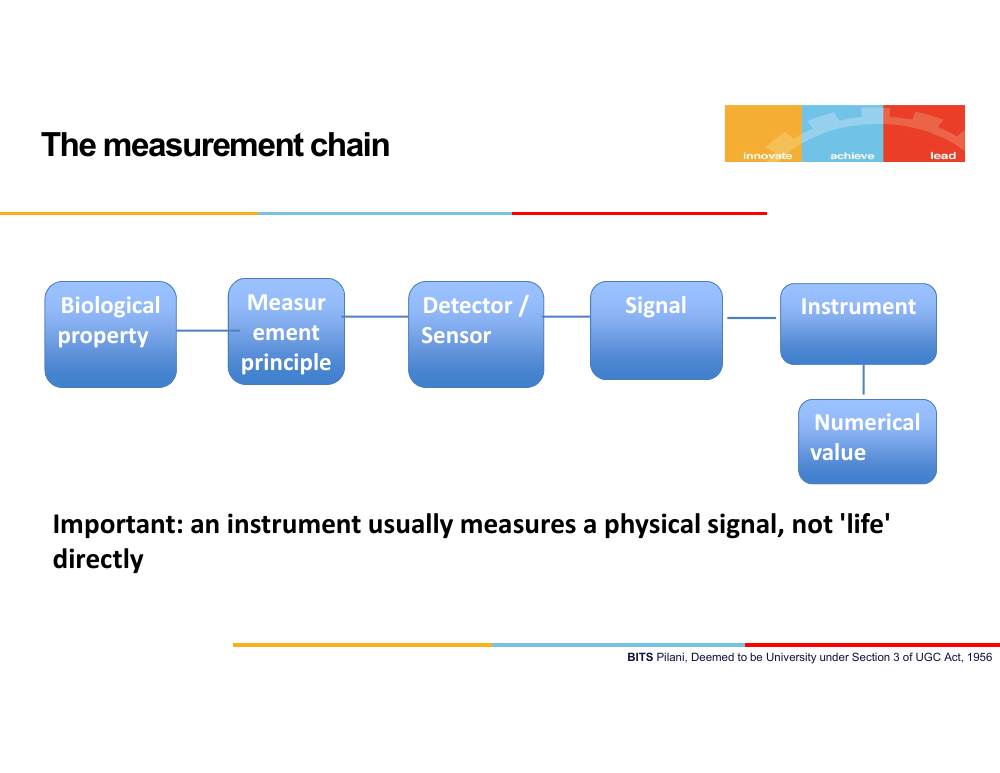 The measurement chain
innovate achieve lead
Biological
property
Measur
ement
principle
Detector /
Sensor
Signal
Instrument
Numerical
value
Important: an instrument usually measures a physical signal, not 'life'
directly
BITS Pilani, Deemed to be University under Section 3 of UGC Act, 1956